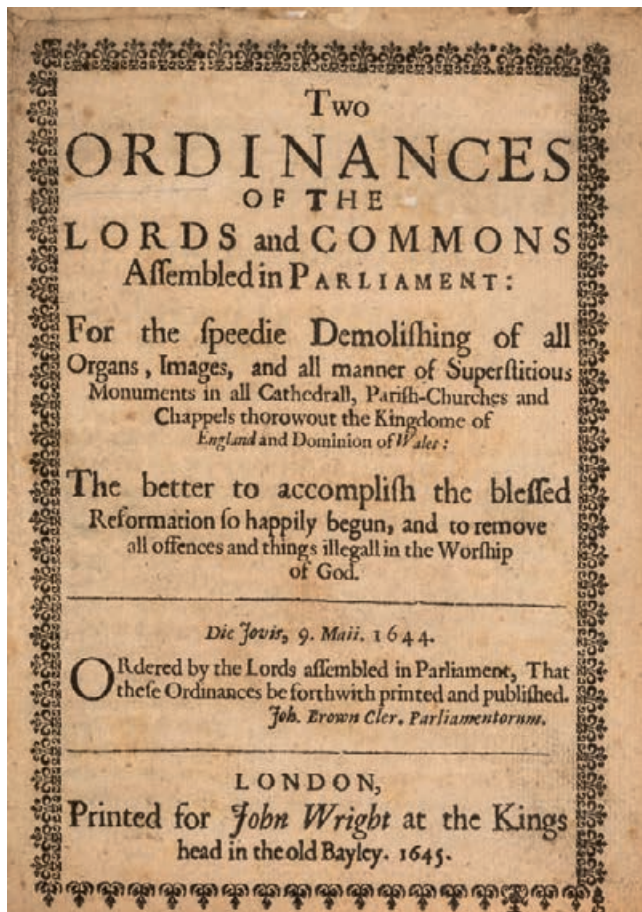 Two
ORDINANCES
OF THE
LORDS and COMMONS
Aſſembled in PARLIAMENT:
For the ſpeedie Demoliſhing of all
Organs, Images, and all manner of Superſtitious
Monuments in all Cathedrall, Pariſh-Churches and
Chappels thorowout the Kingdome of
England and Dominion of Wales:
The better to accompliſh the bleſſed
Reformation ſo happily begun, and to remove
all offences and things illegall in the Worſhip
of God.
Die Jovis, 9. Maii. 1644.
ORdered by the Lords aſſembled in Parliament, That
theſe Ordinances be forthwith printed and publiſhed.
Joh. Brown Cler. Parliamentorum.
LONDON,
Printed for John Wright at the Kings
head in the old Bayley. 1645.